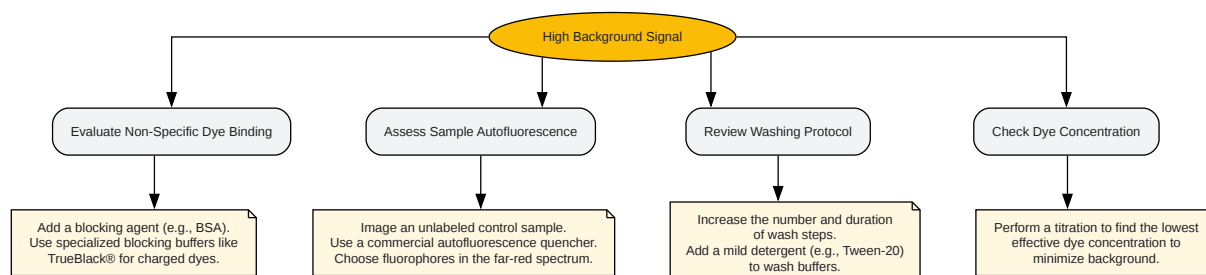 High Background Signal
Evaluate Non-Specific Dye Binding
Assess Sample Autofluorescence
Review Washing Protocol
Check Dye Concentration
Add a blocking agent (e.g., BSA).
Use specialized blocking buffers like
TrueBlack® for charged dyes.
Image an unlabeled control sample.
Use a commercial autofluorescence quencher.
Choose fluorophores in the far-red spectrum.
Increase the number and duration
of wash steps.
Add a mild detergent (e.g., Tween-20)
to wash buffers.
Perform a titration to find the lowest
effective dye concentration to
minimize background.